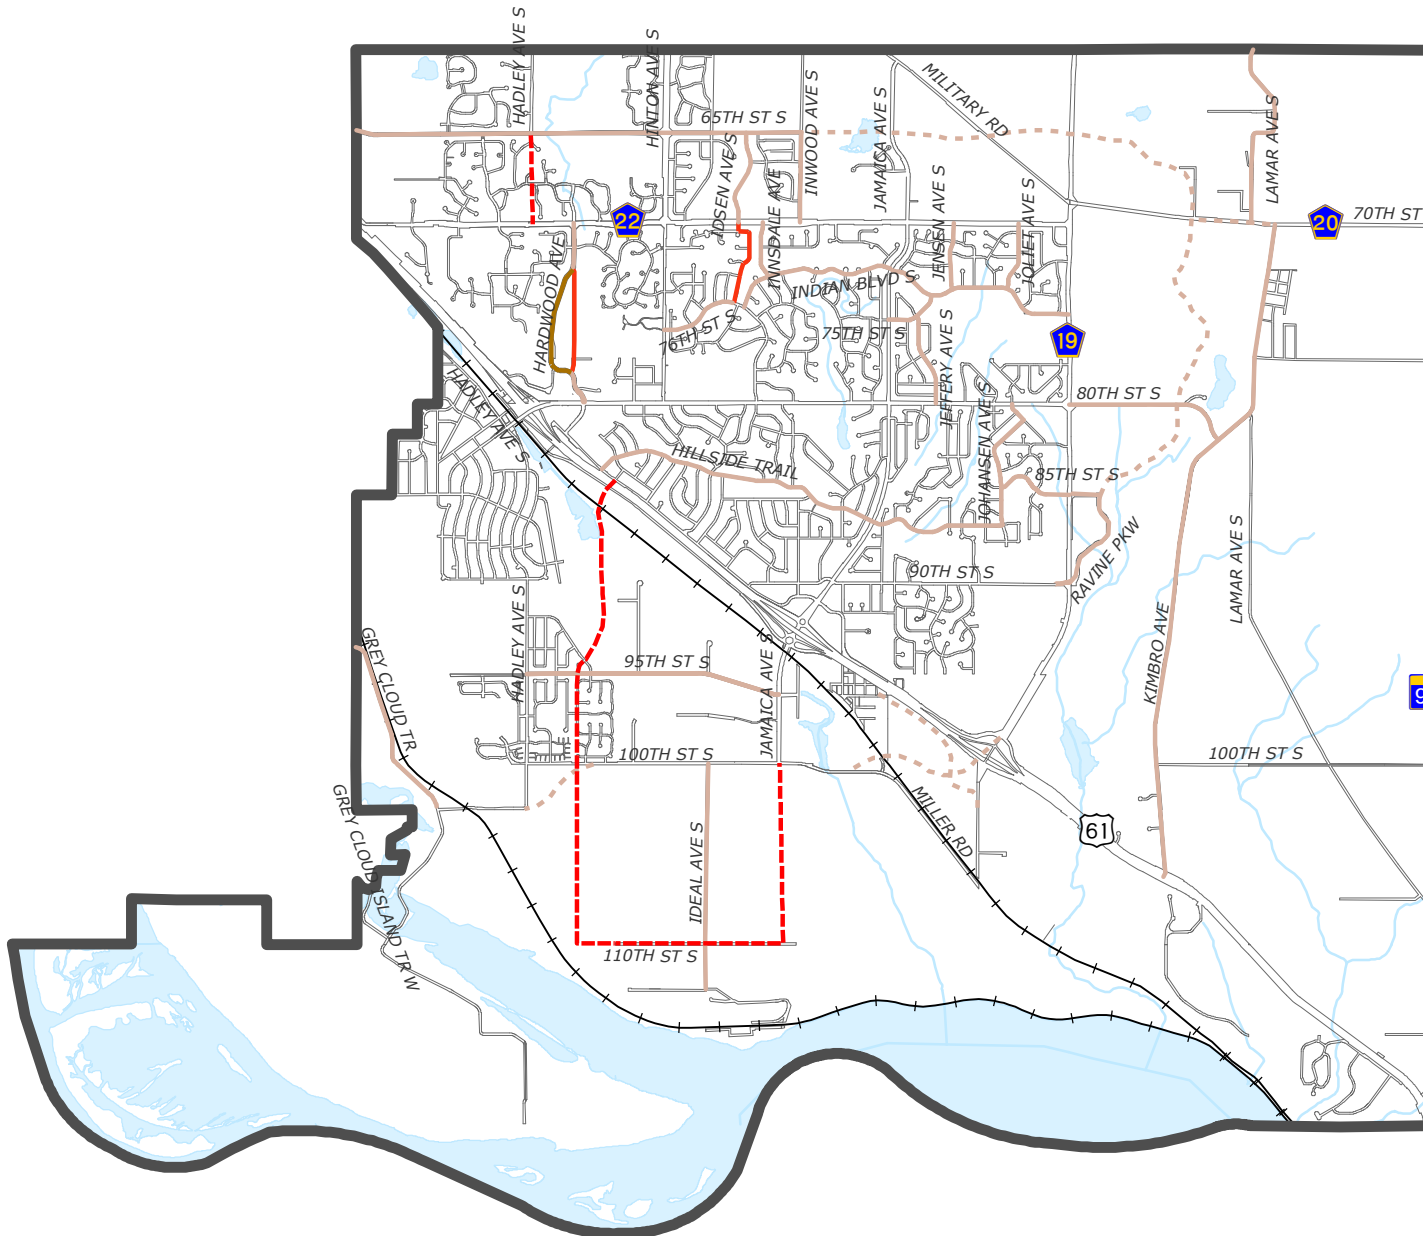 HADLEY AVE S
HINTON AVE S
65TH ST S
IDSEN AVE S
INWOOD AVE S
JAMAICA AVE S
MILITARY RD
LAMAR AVE S
INNSDALE AVE
JENSEN AVE S
JOLIET AVE S
22
20
70TH ST
HARDWOOD AVE
INDIAN BLVD S
76TH ST S
75TH ST S
19
JEFFERY AVE S
HADLEY AVE S
80TH ST S
JOHANSEN AVE S
HILLSIDE TRAIL
85TH ST S
RAVINE PKW
LAMAR AVE S
90TH ST S
KIMBRO AVE
HADLEY AVE S
GREY CLOUD TR
95TH ST S
JAMAICA AVE S
9
100TH ST S
100TH ST S
GREY CLOUD ISLAND TR W
MILLER RD
61
IDEAL AVE S
110TH ST S